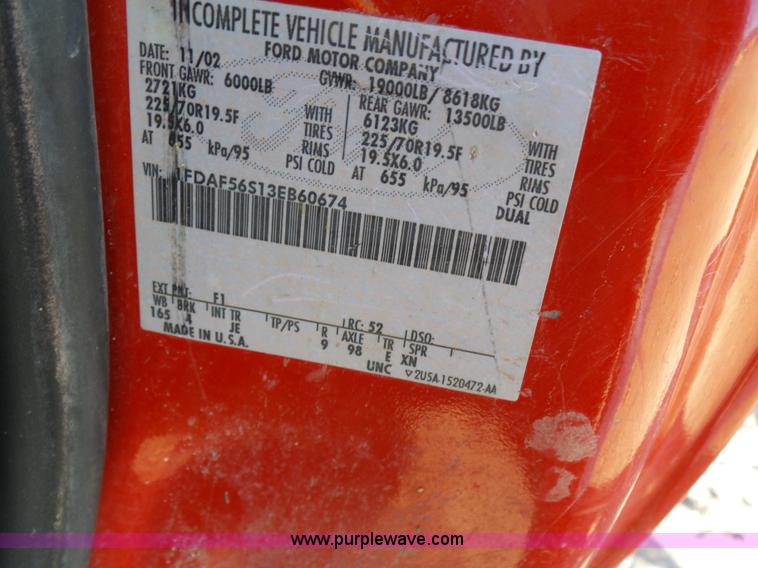 INCOMPLETE VEHICLE MANUFACTURED BY
FORD MOTOR COMPANY
DATE: 11/02 GVWR: 19000LB/ 8618KG
FRONT GAWR: 6000LB REAR GAWR: 13500LB
2721KG WITH 6123KG WITH
225/70R19.5F TIRES 225/70R19.5F TIRES
19.5X6.0 RIMS 19.5X6.0 RIMS
AT 655 kPa/95 PSI COLD AT 655 kPa/95 PSI COLD
DUAL
VIN: 1FDAF56S13EB60674
EXT PNT: F1 RC: 52 DSO:
WB BRK INT TR TP/PS R AXLE TR SPR
165 4 JE 9 98 E XN
MADE IN U.S.A. UNC ▽2U5A-1520472-AA
www.purplewave.com